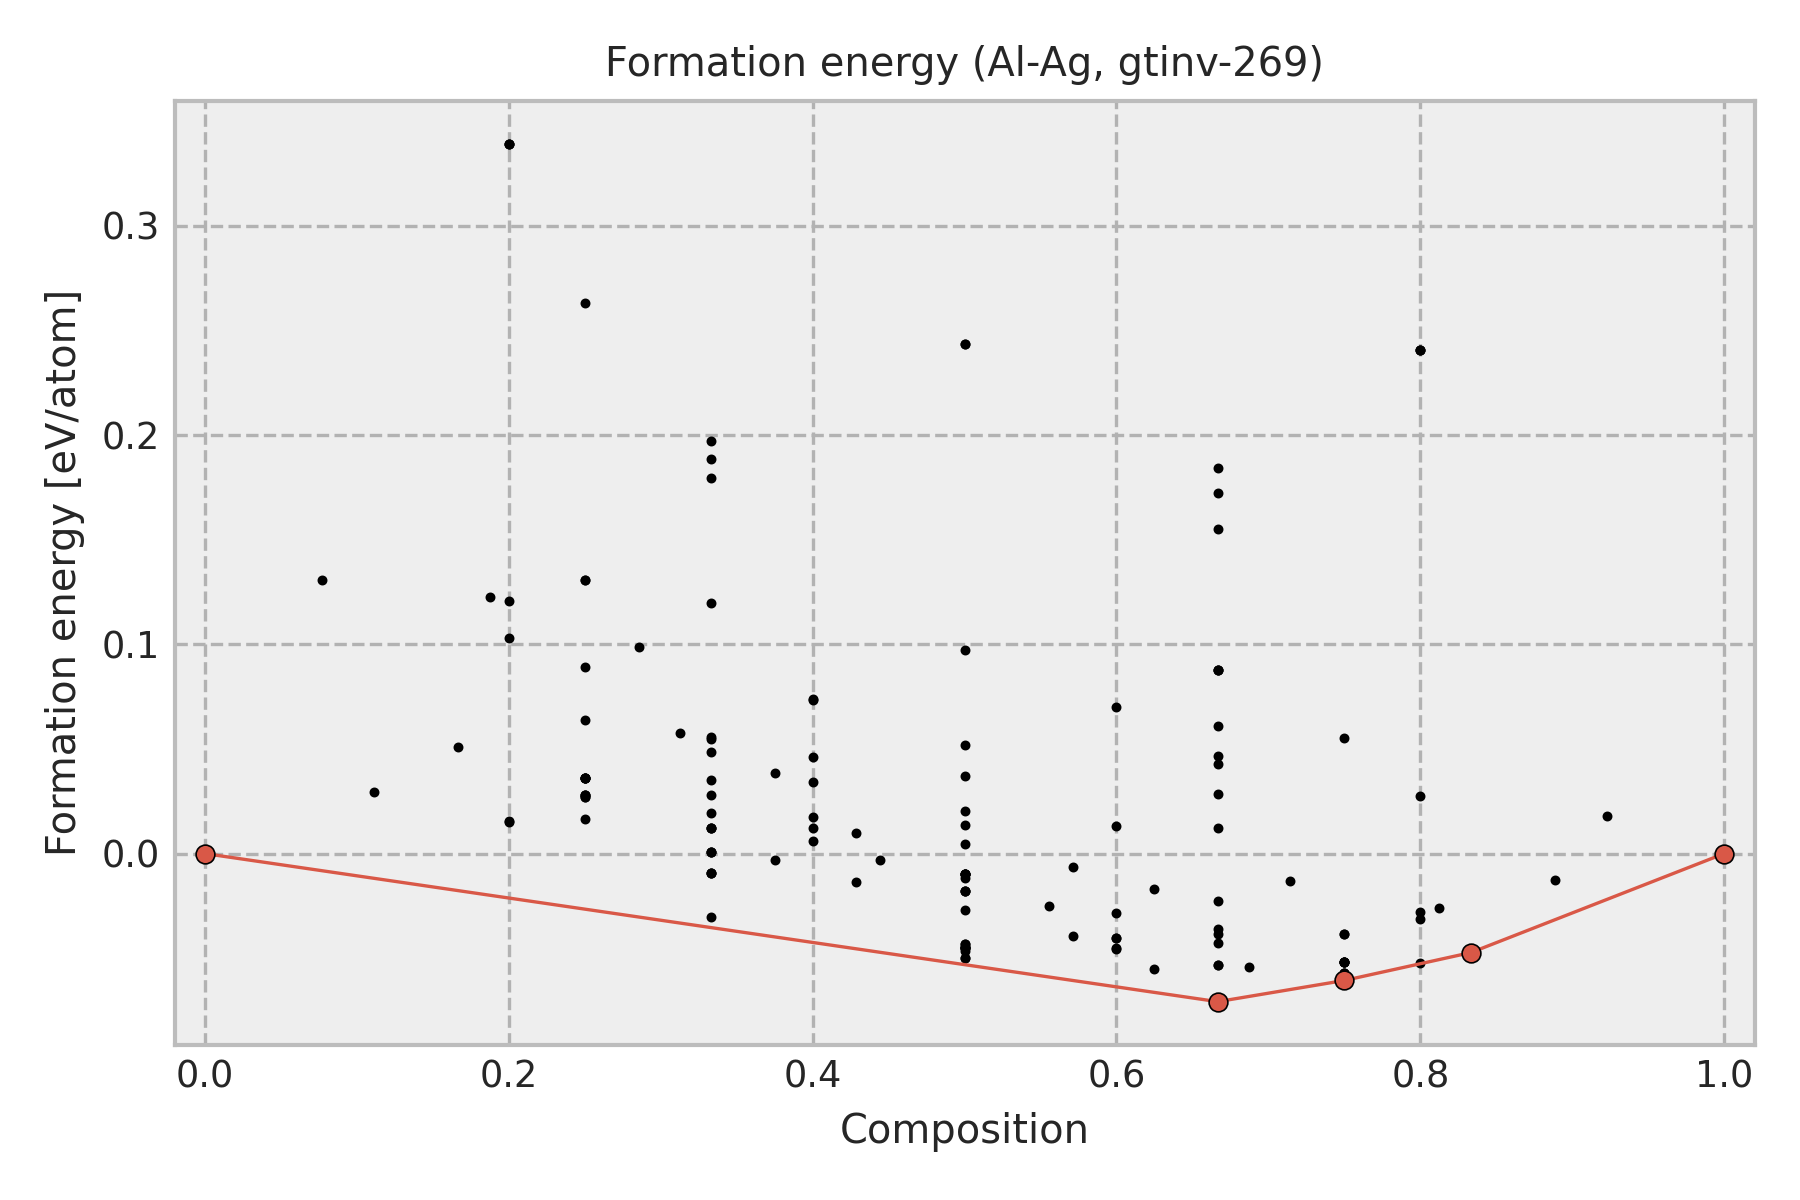 Formation energy (Al-Ag, gtinv-269)
Formation energy [eV/atom]
0.3
0.2
0.1
0.0
0.0 0.2 0.4 0.6 0.8 1.0
Composition